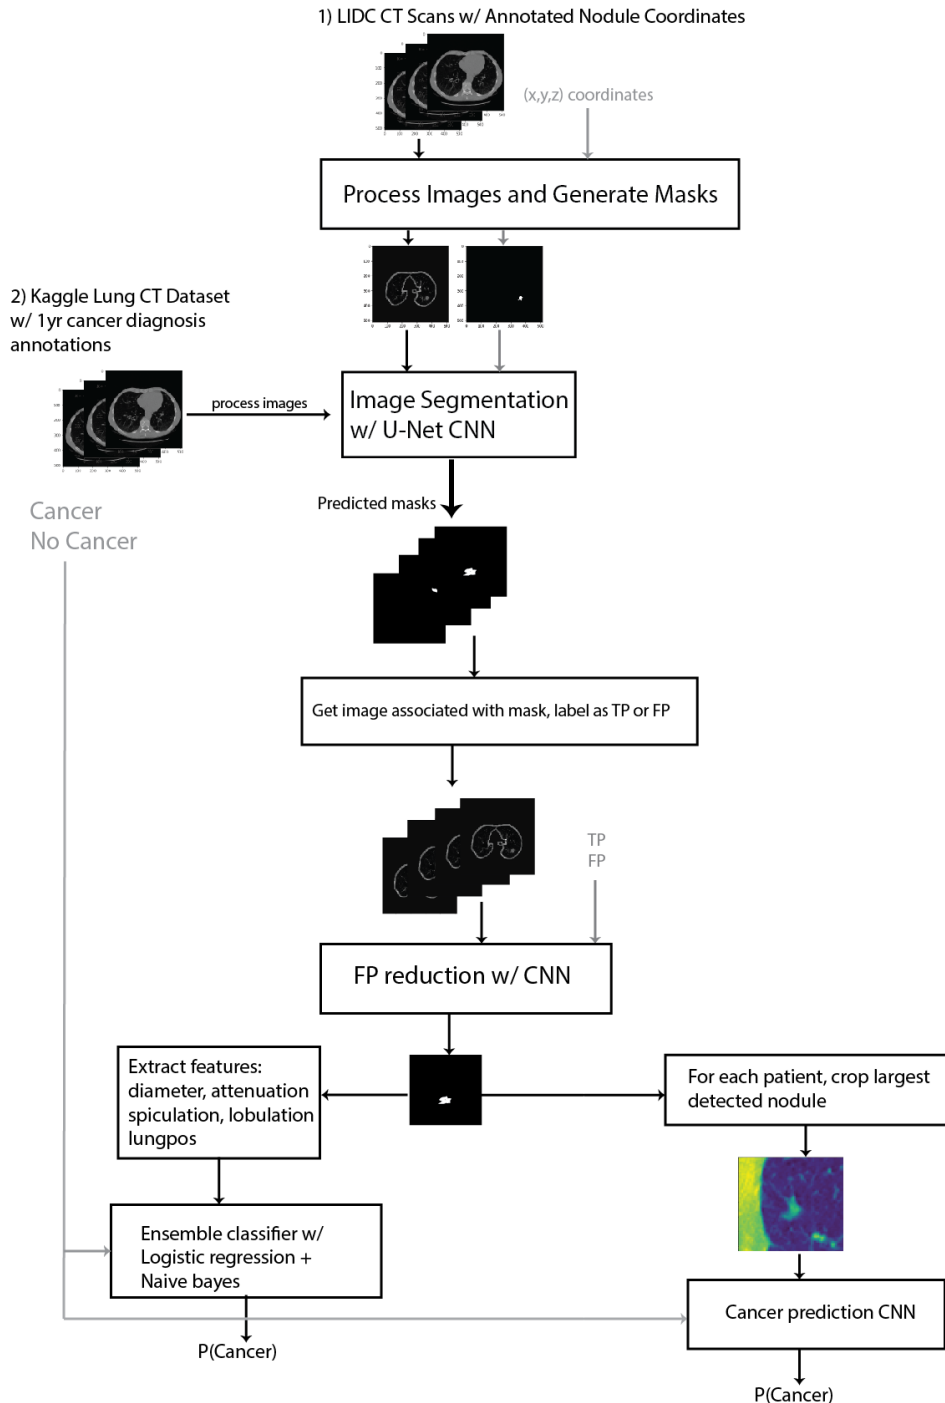 1) LIDC CT Scans w/ Annotated Nodule Coordinates
(x,y,z) coordinates
Process Images and Generate Masks
2) Kaggle Lung CT Dataset
w/ 1yr cancer diagnosis
annotations
process images
Image Segmentation
w/ U-Net CNN
Cancer
No Cancer
Predicted masks
Get image associated with mask, label as TP or FP
TP
FP
FP reduction w/ CNN
Extract features:
diameter, attenuation
spiculation, lobulation
lungpos
For each patient, crop largest
detected nodule
Ensemble classifier w/
Logistic regression +
Naive bayes
Cancer prediction CNN
P(Cancer)
P(Cancer)